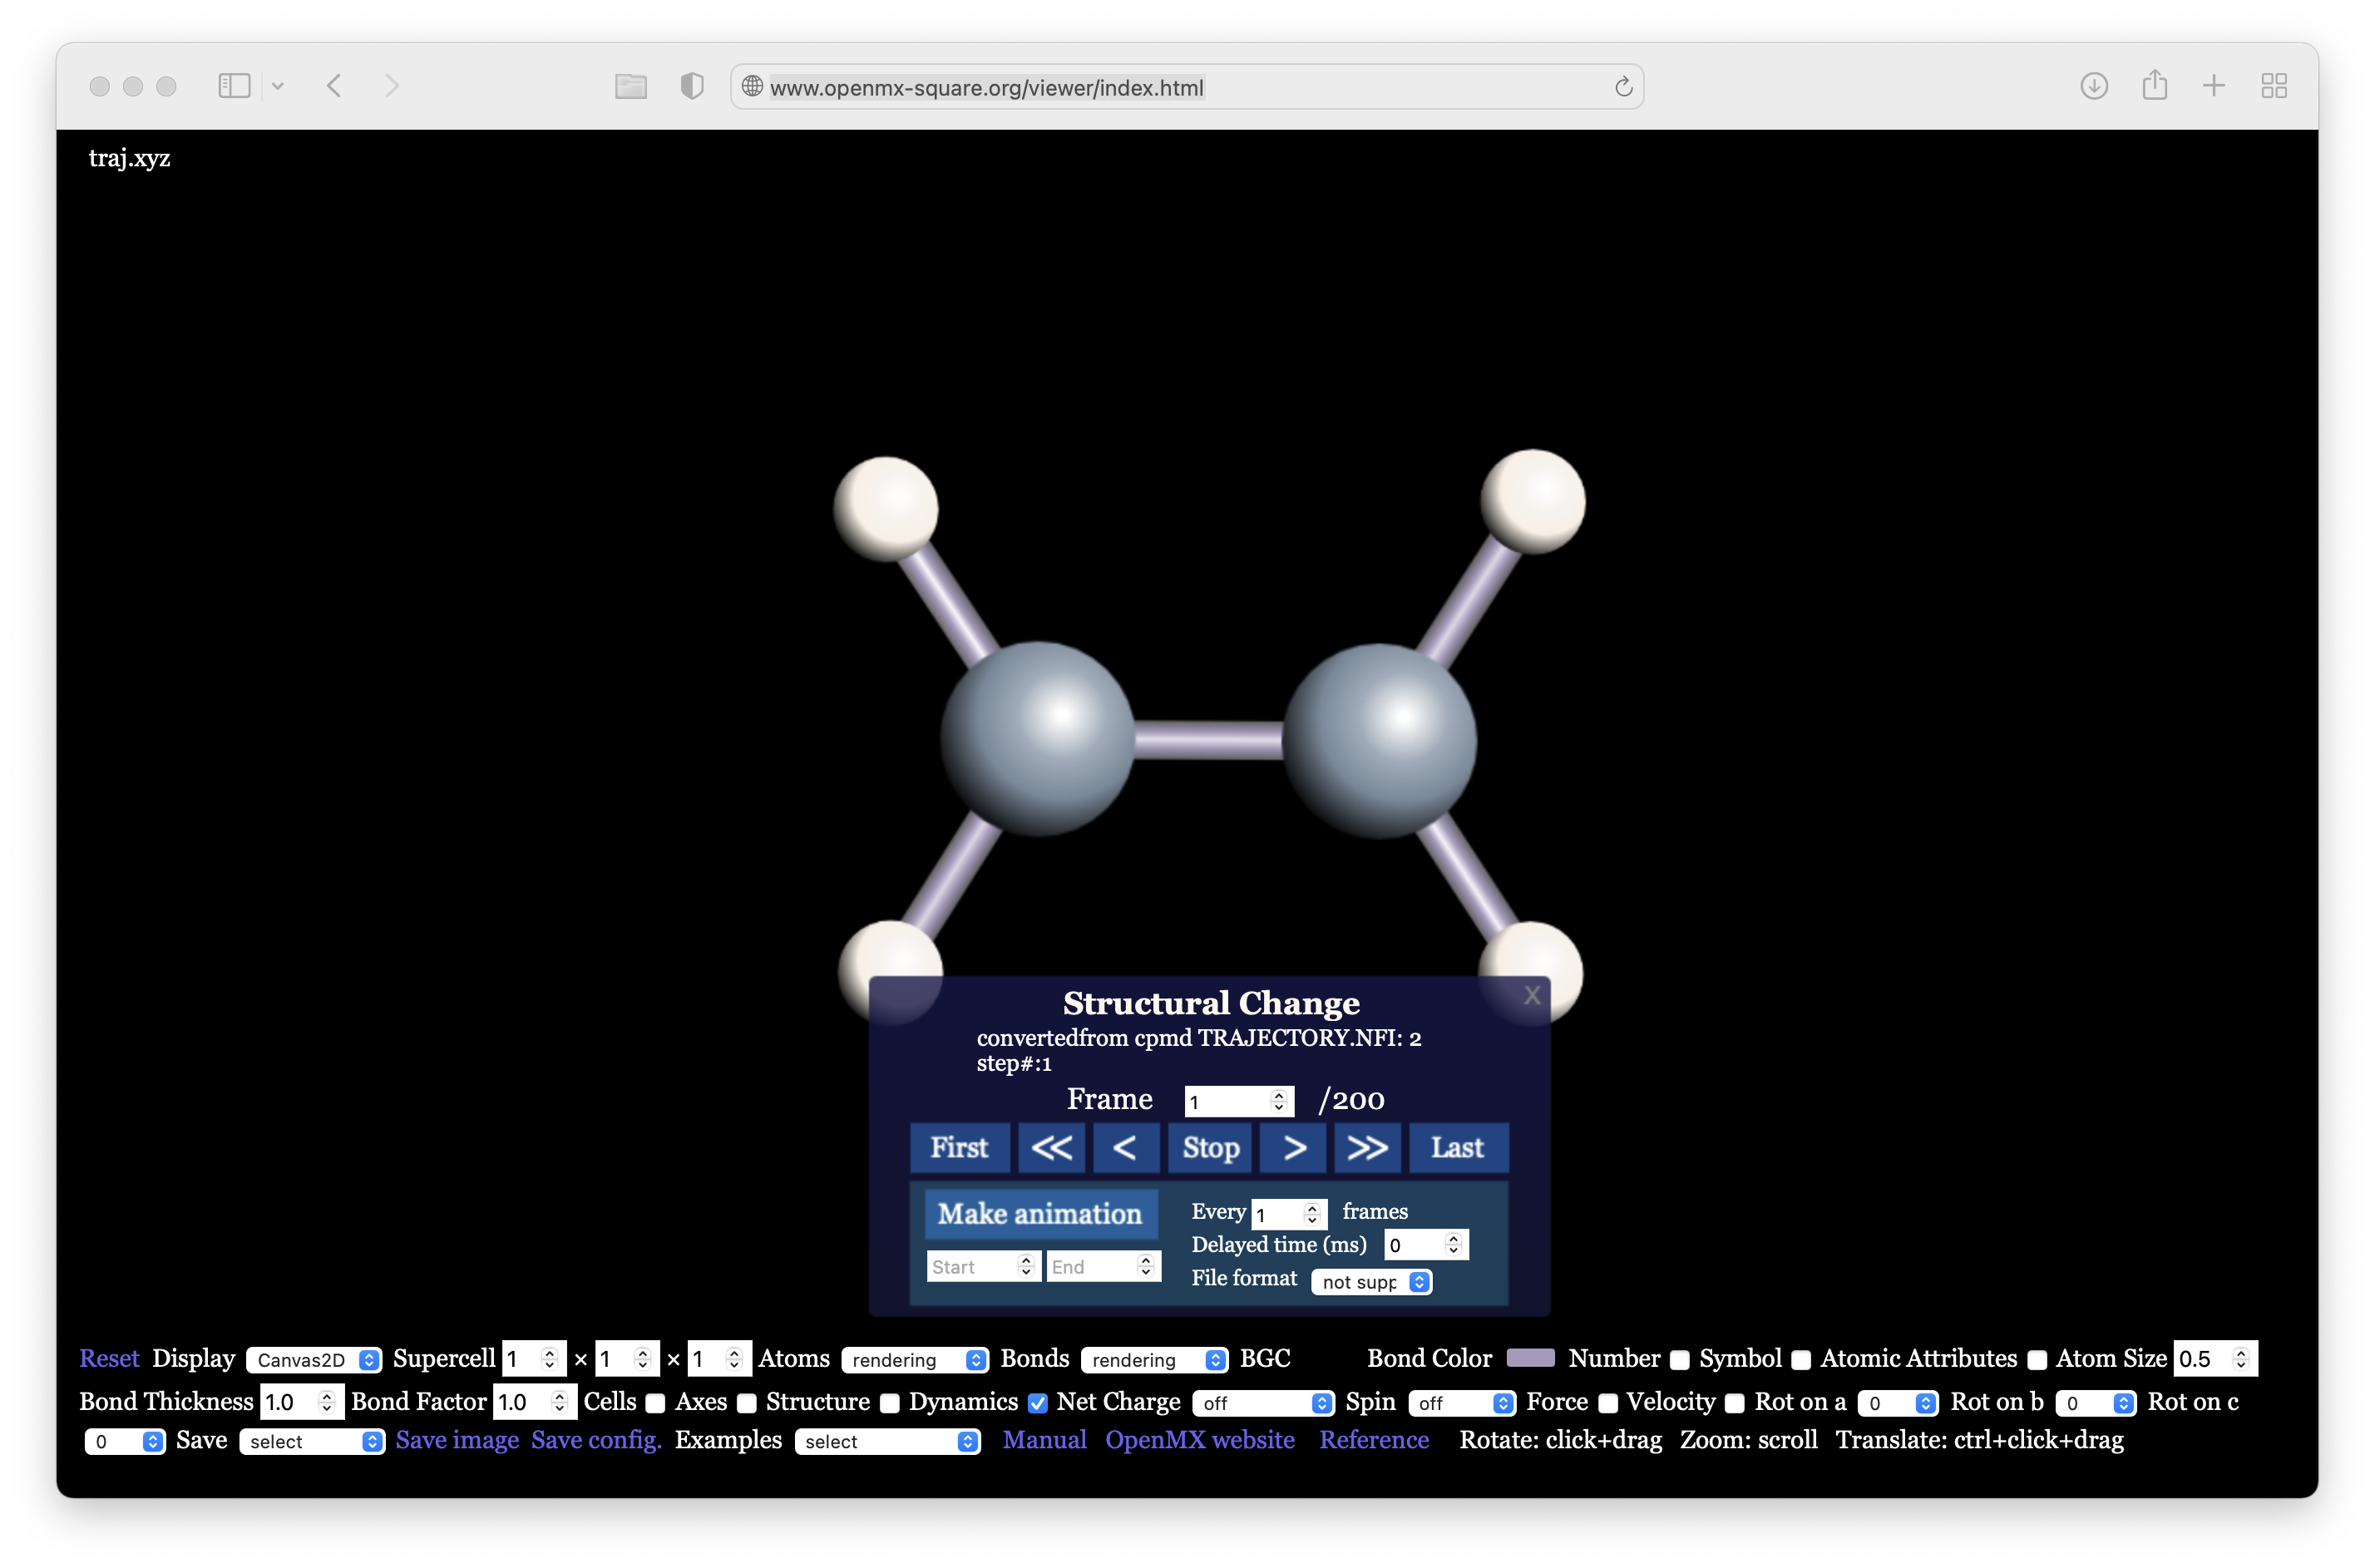 www.openmx-square.org/viewer/index.html
traj.xyz
Structural Change
X
convertedfrom cpmd TRAJECTORY.NFI: 2
step#:1
Frame 1 /200
First << < Stop > >> Last
Make animation
Every 1 frames
Delayed time (ms) 0
Start End
File format not supp
Reset Display Canvas2D Supercell 1 × 1 × 1 Atoms rendering Bonds rendering BGC Bond Color Number Symbol Atomic Attributes Atom Size 0.5
Bond Thickness 1.0 Bond Factor 1.0 Cells Axes Structure Dynamics Net Charge off Spin off Force Velocity Rot on a 0 Rot on b 0 Rot on c
0 Save select Save image Save config. Examples select Manual OpenMX website Reference Rotate: click+drag Zoom: scroll Translate: ctrl+click+drag